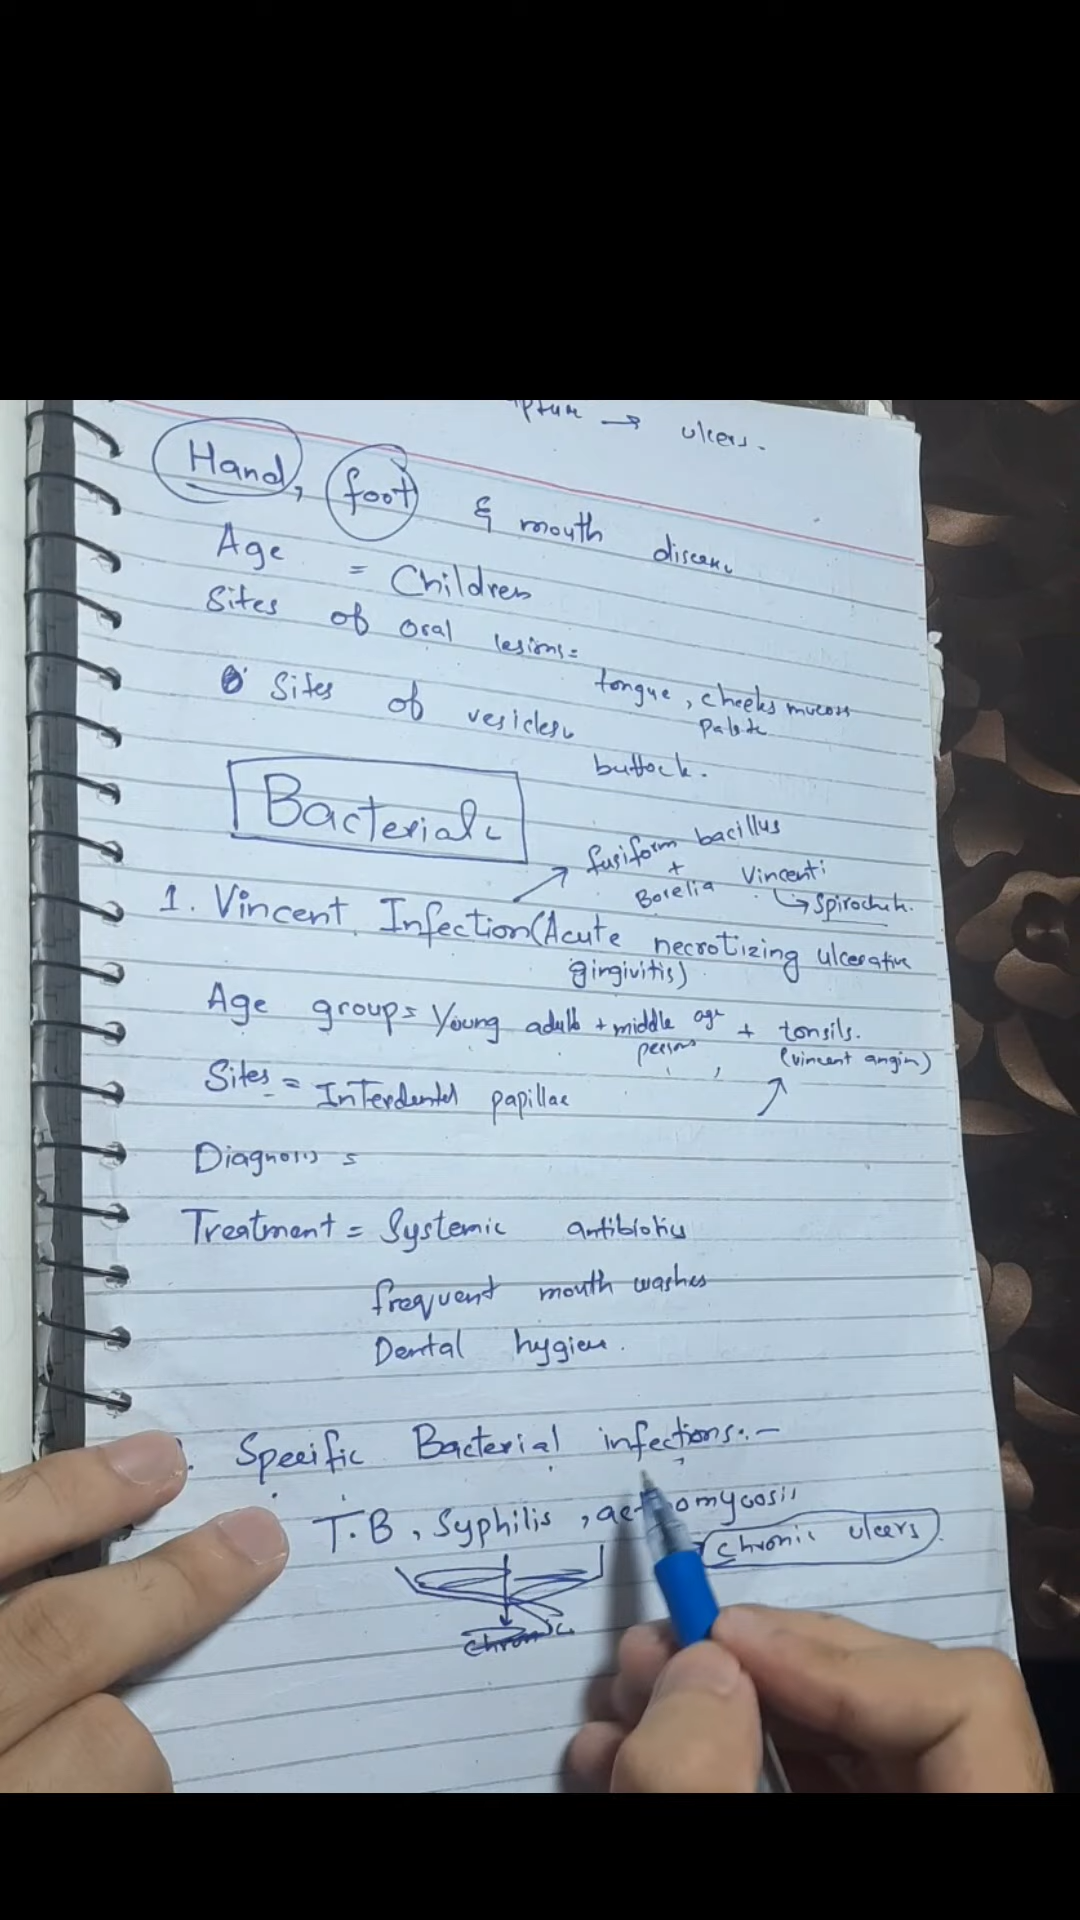 → ulcers.
Hand, foot & mouth disease
Age = Children
Sites of oral lesions= tongue, cheeks mucosa
palate
Sites of vesicles buttock.
Bacterial
fusiform bacillus
+
Borelia Vincenti
↳ spirochete.
1. Vincent Infection (Acute necrotizing ulcerative
gingivitis)
Age group= Young adults + middle age + tonsils.
persons
(vincent angina)
Sites = Interdental papillae
Diagnosis =
Treatment = Systemic antibiotics
frequent mouth washes
Dental hygiene.
Specific Bacterial infections:-
T.B, Syphilis,
chronic ulcers
chronic